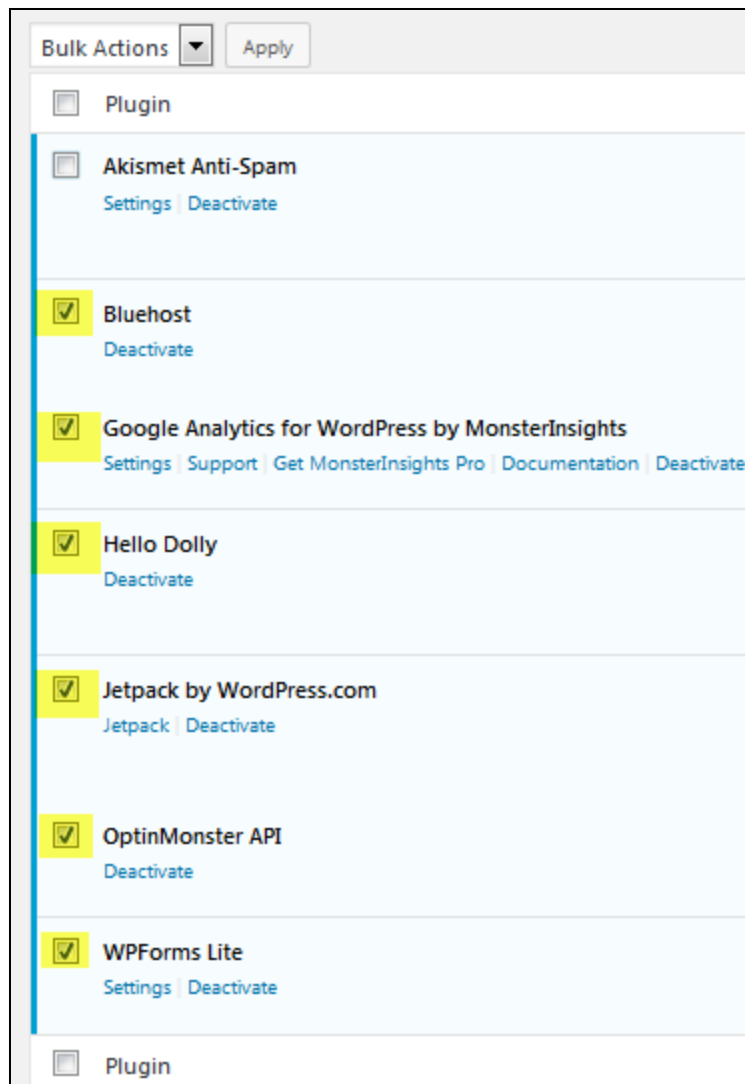 Bulk Actions Apply
Plugin
Akismet Anti-Spam
Settings | Deactivate
Bluehost
Deactivate
Google Analytics for WordPress by MonsterInsights
Settings | Support | Get MonsterInsights Pro | Documentation | Deactivate
Hello Dolly
Deactivate
Jetpack by WordPress.com
Jetpack | Deactivate
OptinMonster API
Deactivate
WPForms Lite
Settings | Deactivate
Plugin